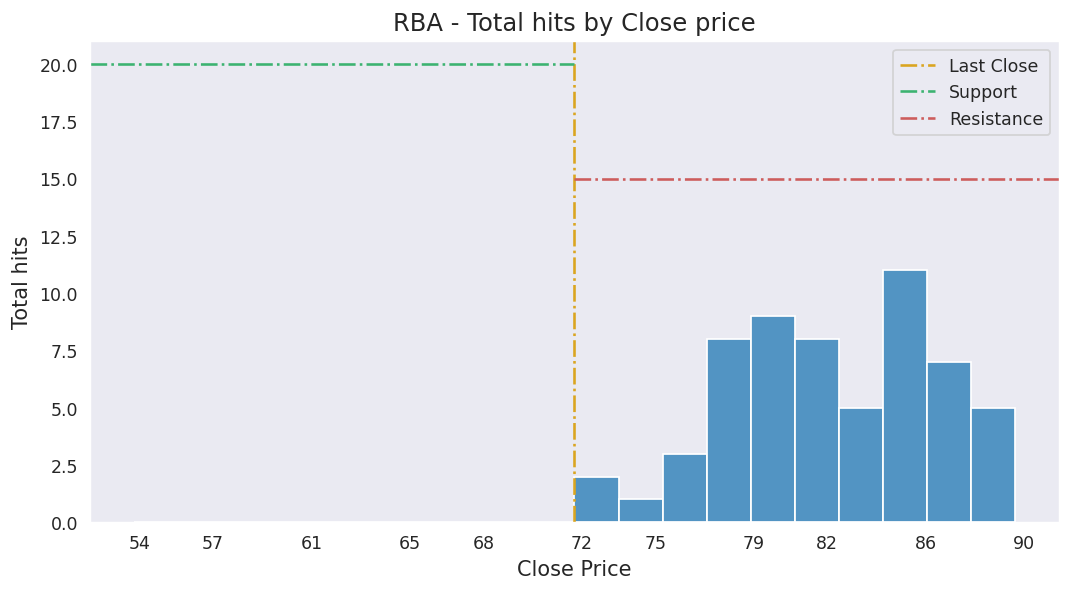 RBA - Total hits by Close price
Last Close
Support
Resistance
Total hits
20.0
17.5
15.0
12.5
10.0
7.5
5.0
2.5
0.0
54 57 61 65 68 72 75 79 82 86 90
Close Price